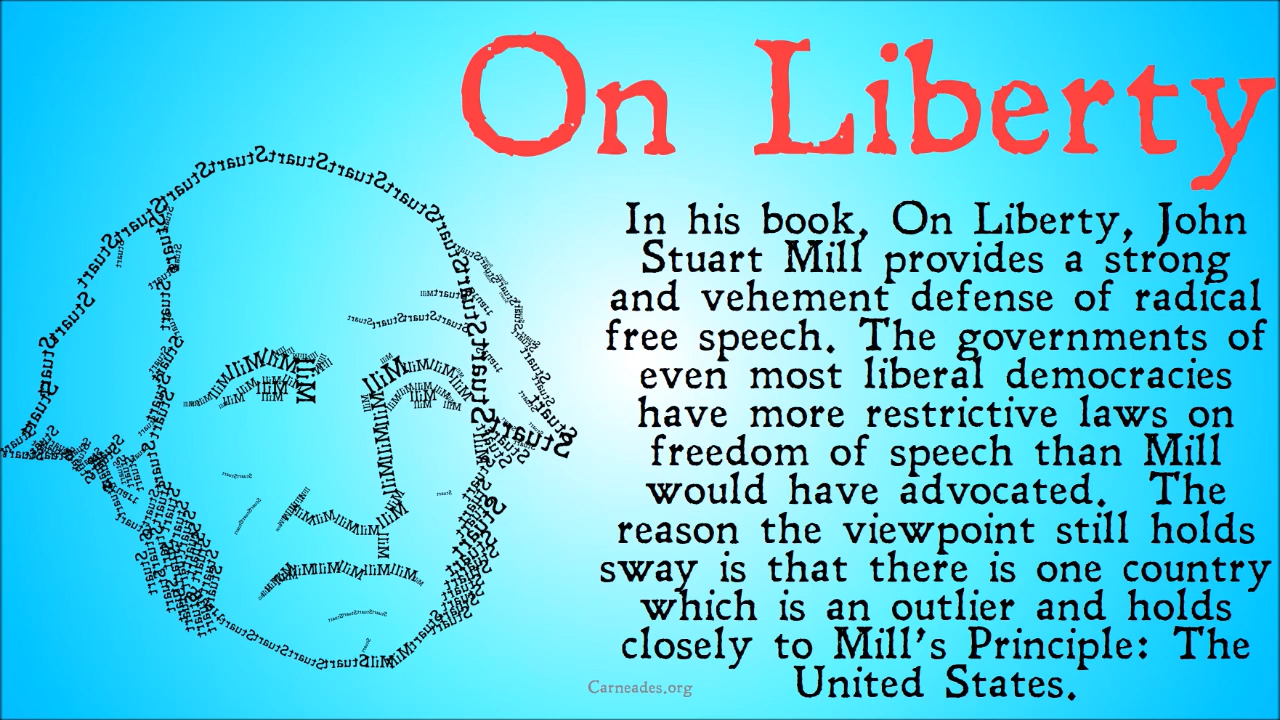 On Liberty
In his book, On Liberty, John
Stuart Mill provides a strong
and vehement defense of radical
free speech. The governments of
even most liberal democracies
have more restrictive laws on
freedom of speech than Mill
would have advocated. The
reason the viewpoint still holds
sway is that there is one country
which is an outlier and holds
closely to Mill's Principle: The
United States.
Carneades.org